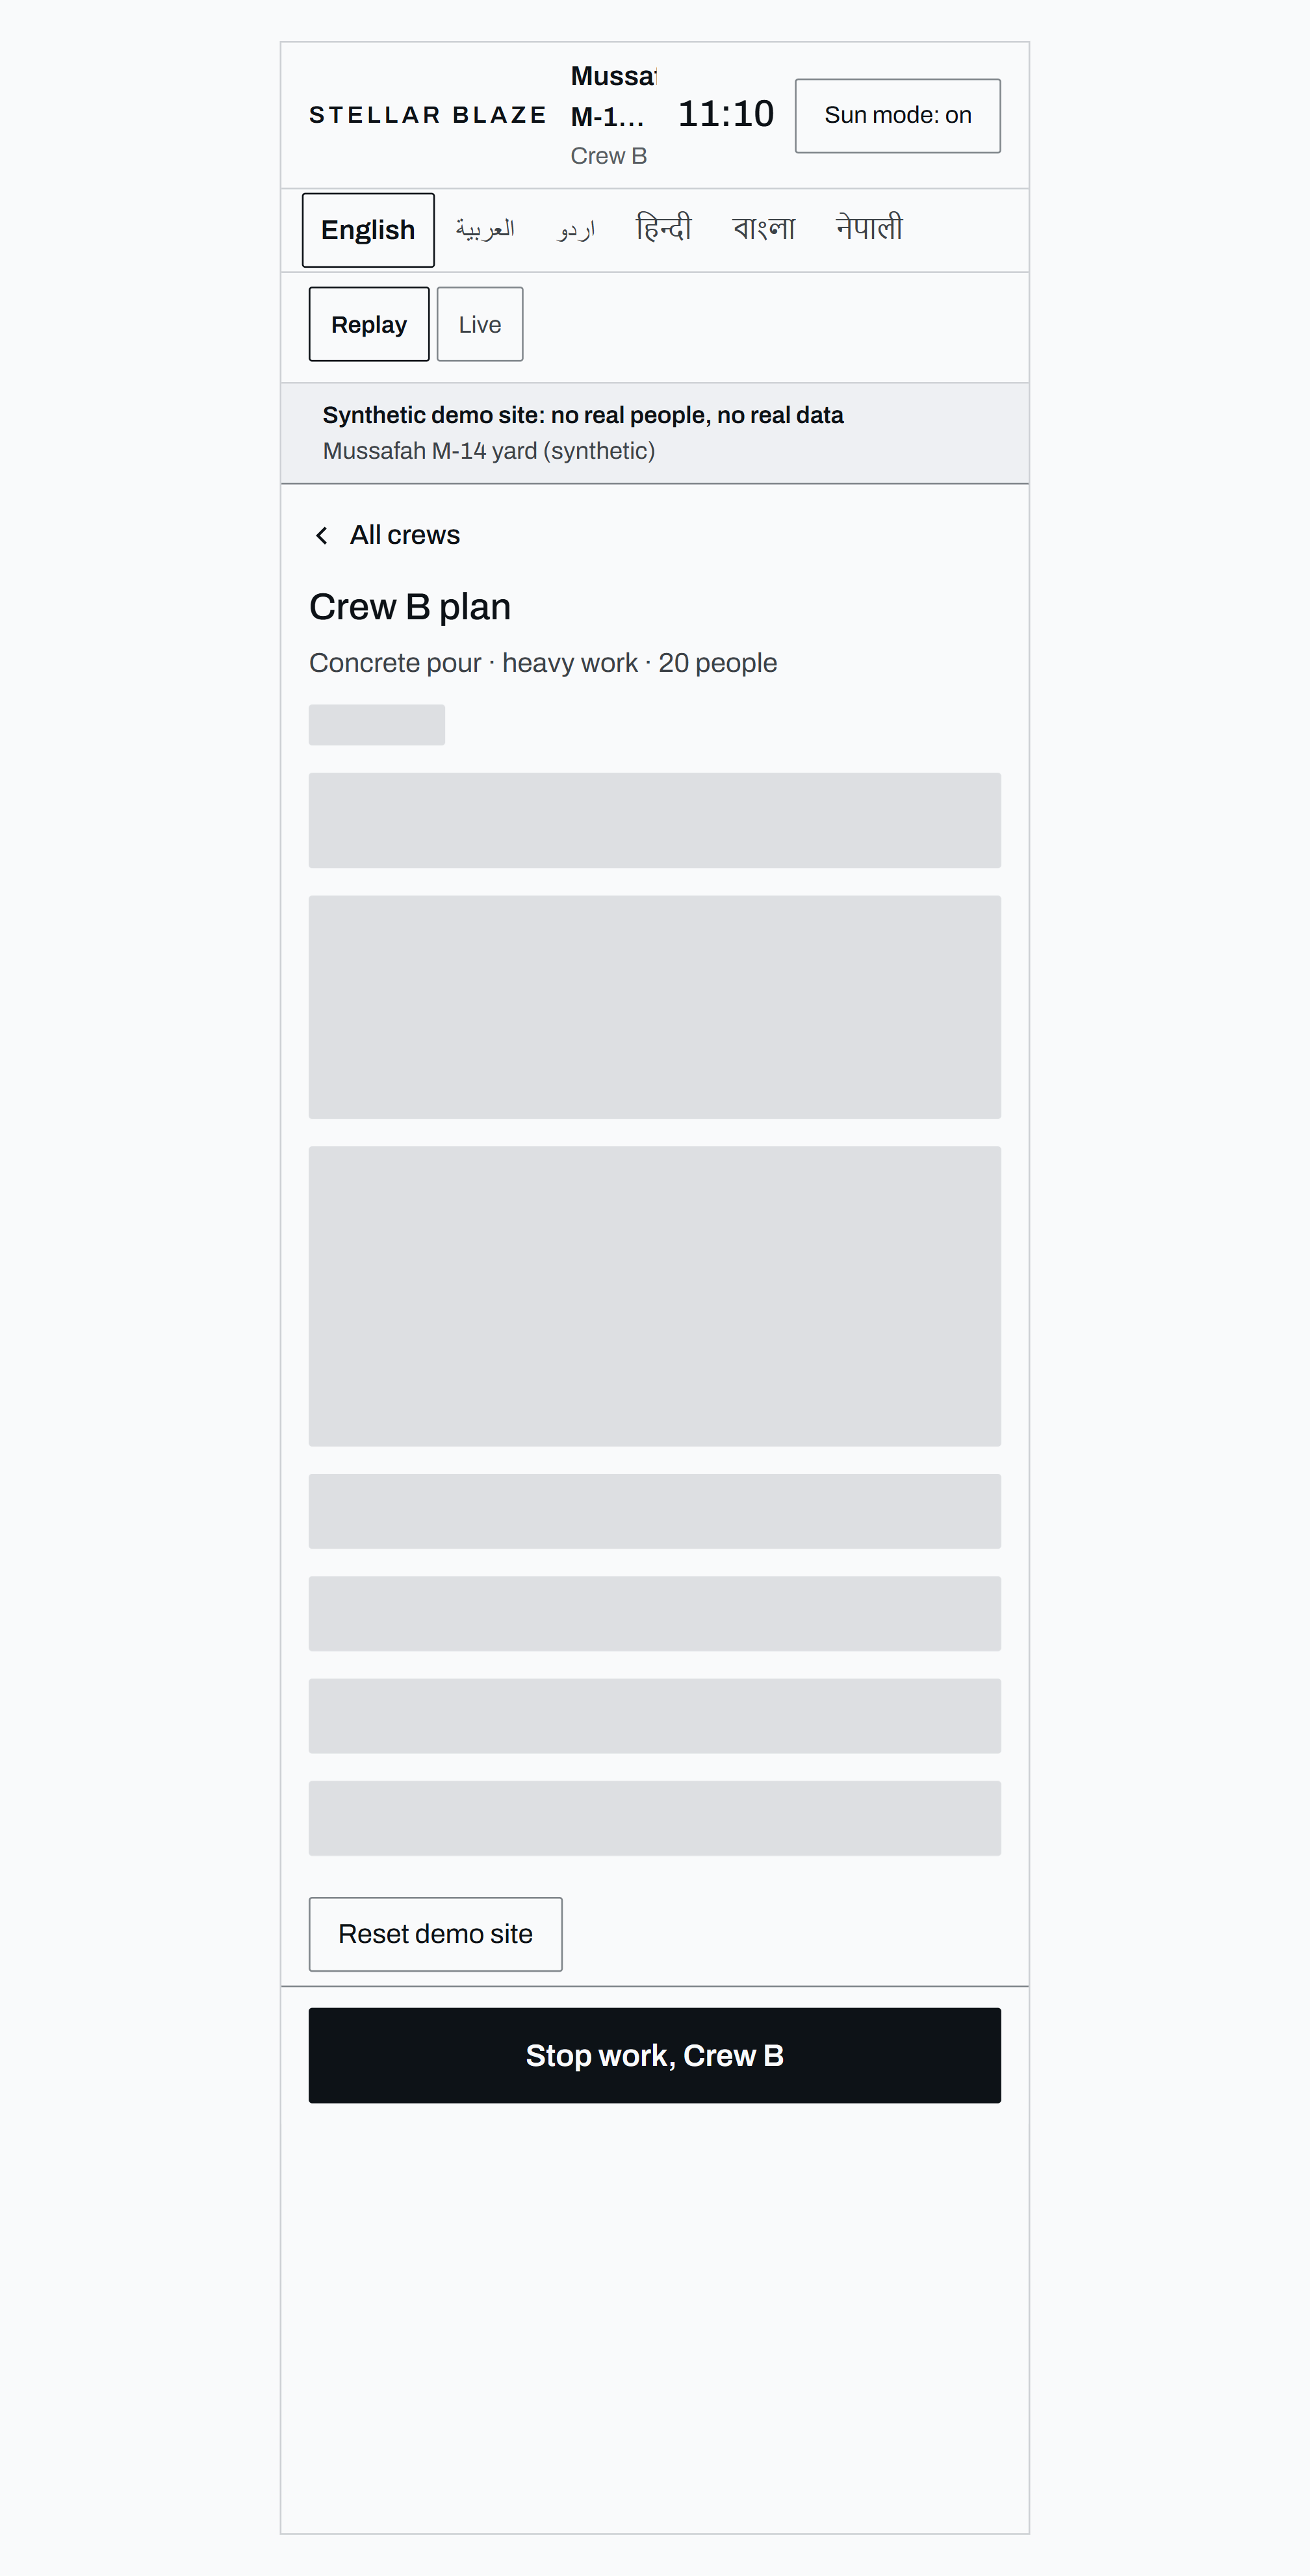 STELLAR BLAZE
M-1...
Crew B
11:10
Sun mode: on
English
العربية
اردو
हिन्दी
বাংলা
नेपाली
Replay
Live
Synthetic demo site: no real people, no real data
Mussafah M-14 yard (synthetic)
All crews
Crew B plan
Concrete pour · heavy work · 20 people
Reset demo site
Stop work, Crew B